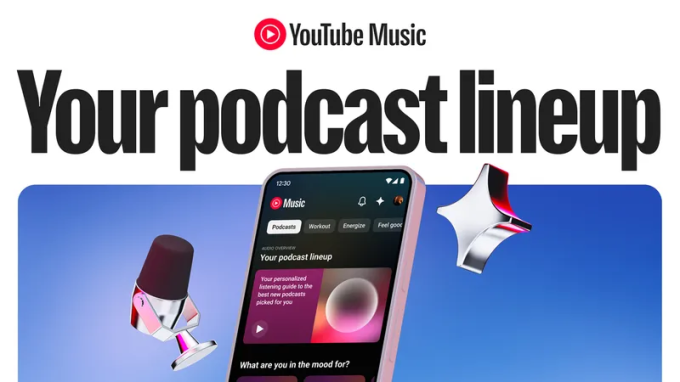 YouTube Music
Your podcast lineup
12:30
Music
Podcasts Workout Energize Feel good
AUDIO OVERVIEW
Your podcast lineup
Your personalized
listening guide to the
best new podcasts
picked for you
What are you in the mood for?